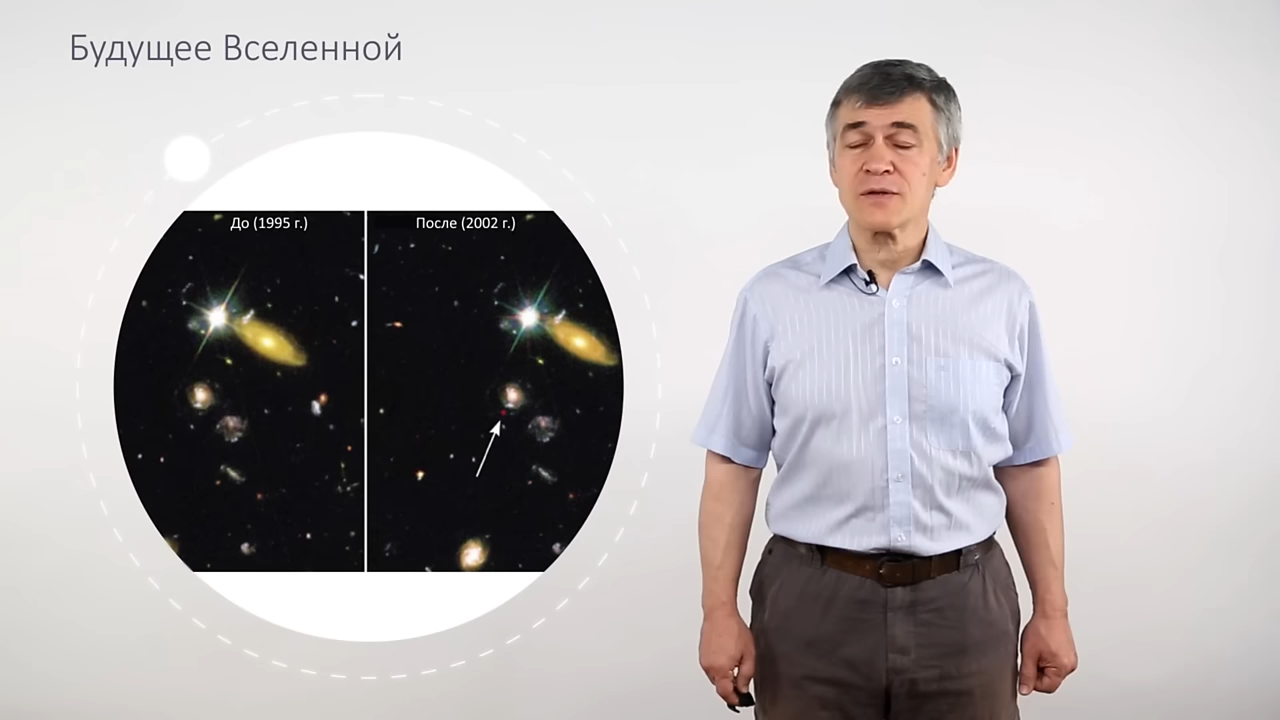 Будущее Вселенной
До (1995 г.)
После (2002 г.)